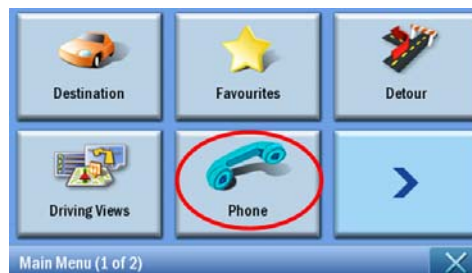 Destination
Favourites
Detour
Driving Views
Phone
Main Menu (1 of 2)